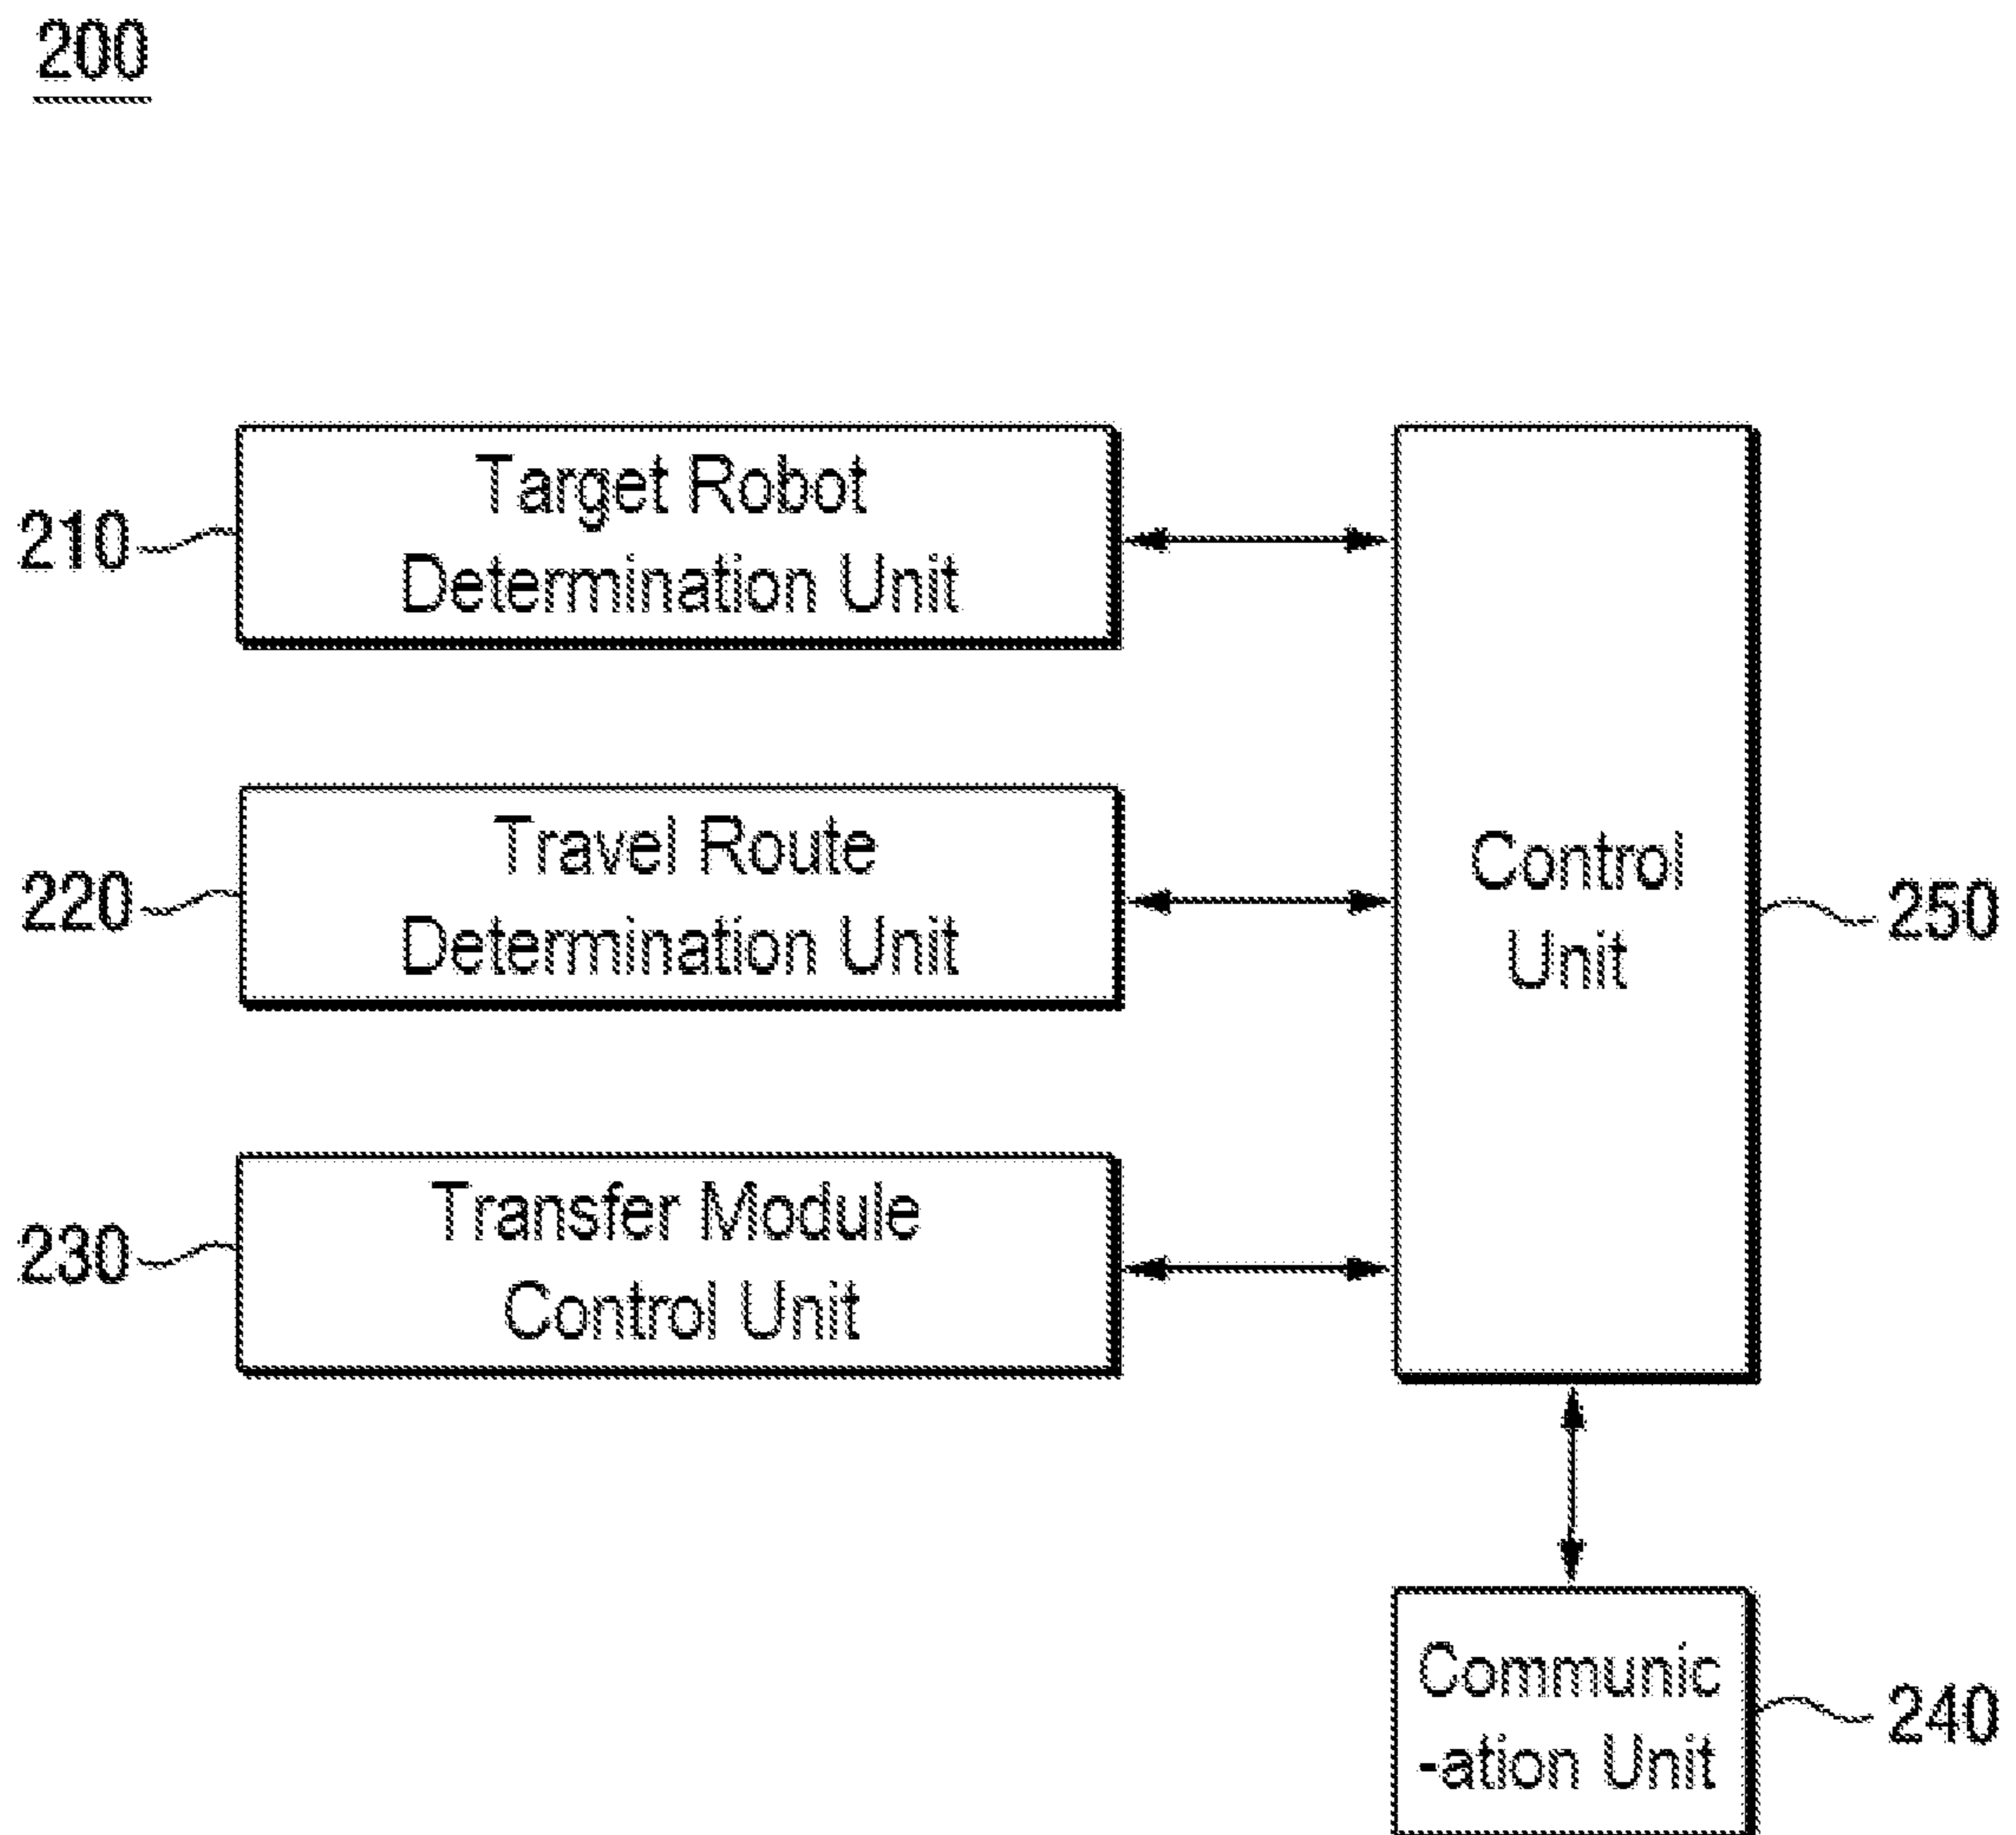 200
210
Target Robot
Determination Unit
220
Travel Route
Determination Unit
230
Transfer Module
Control Unit
Control
Unit
250
Communic
-ation Unit
240